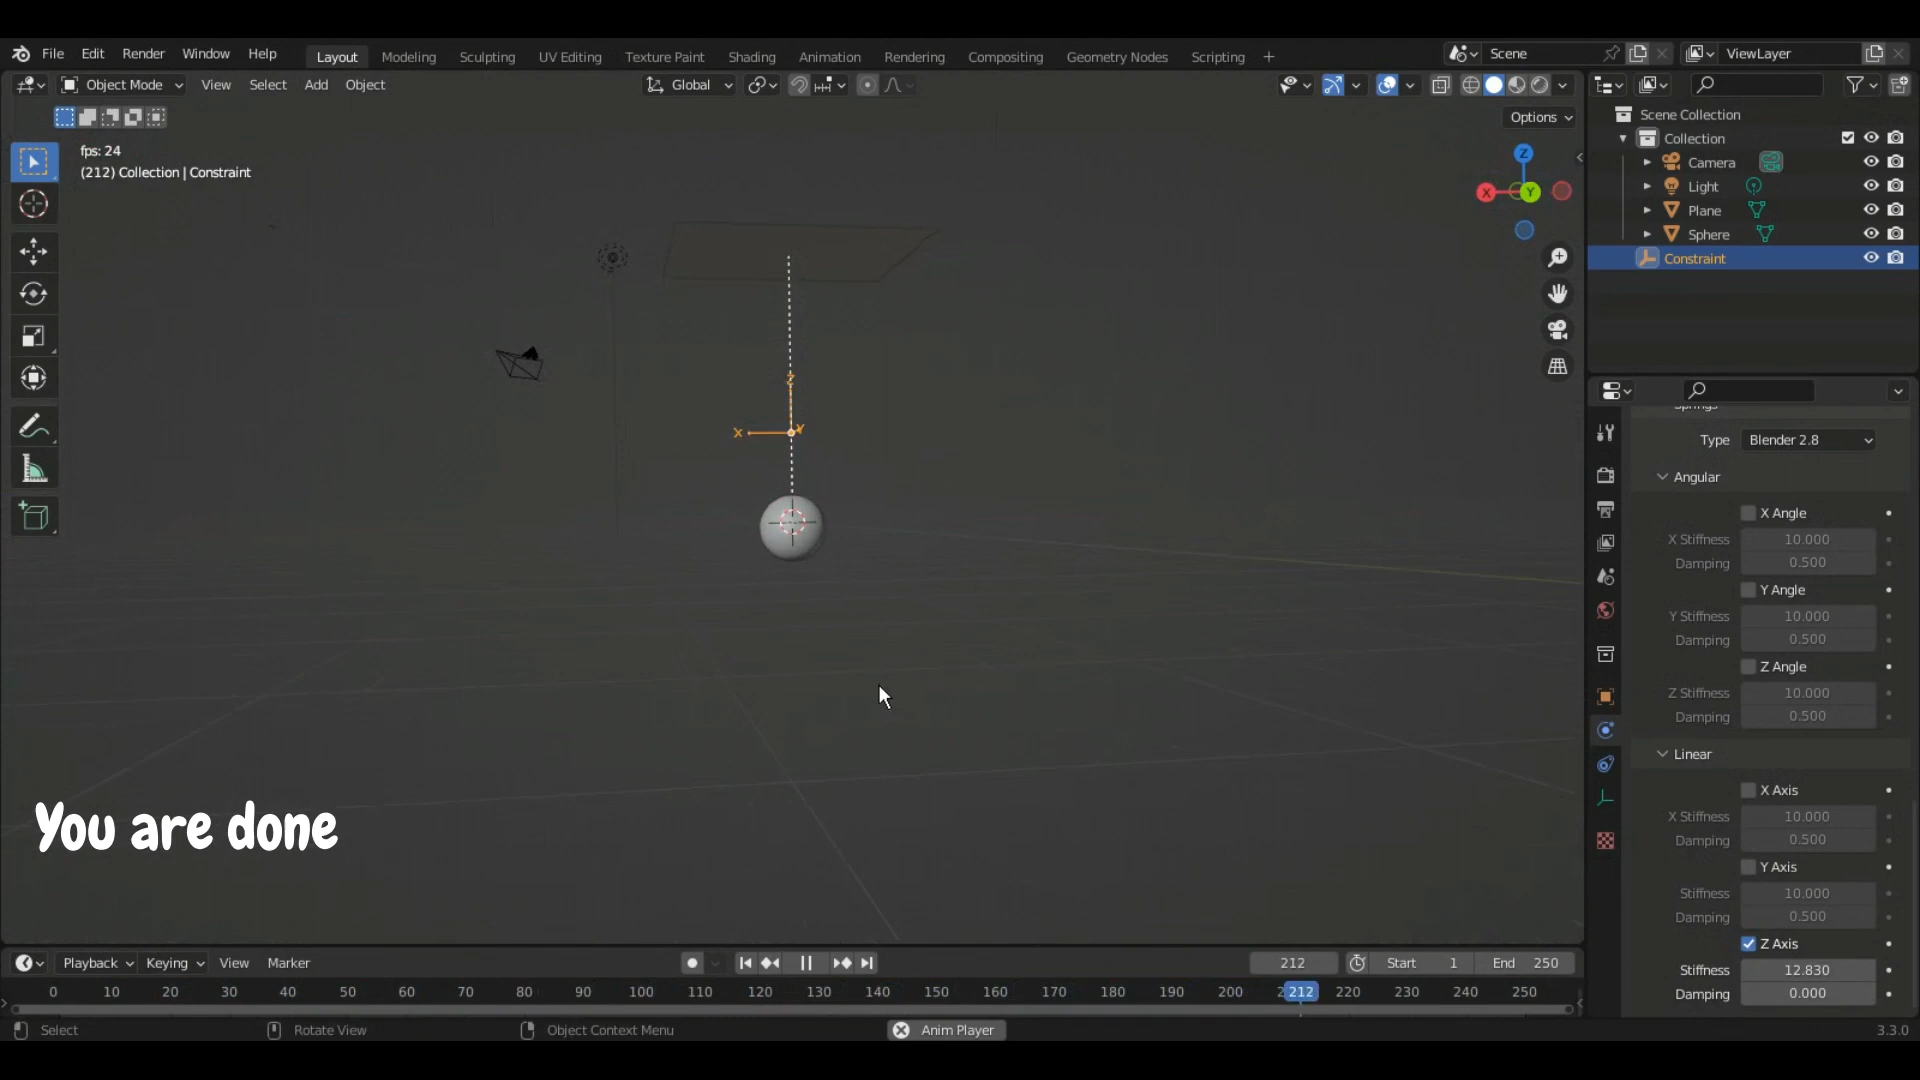 File Edit Render Window Help Layout Modeling Sculpting UV Editing Texture Paint Shading Animation Rendering Compositing Geometry Nodes Scripting + Scene ViewLayer
Object Mode View Select Add Object Global
Options
fps: 24
(212) Collection | Constraint
Z
X Y
Z
X Y
Scene Collection
Collection
Camera
Light
Plane
Sphere
Constraint
Springs
Type Blender 2.8
Angular
X Angle
X Stiffness 10.000
Damping 0.500
Y Angle
Y Stiffness 10.000
Damping 0.500
Z Angle
Z Stiffness 10.000
Damping 0.500
Linear
X Axis
X Stiffness 10.000
Damping 0.500
Y Axis
Stiffness 10.000
Damping 0.500
Z Axis
Stiffness 12.830
Damping 0.000
You are done
Playback Keying View Marker 212 Start 1 End 250
0 10 20 30 40 50 60 70 80 90 100 110 120 130 140 150 160 170 180 190 200 212 220 230 240 250
Select Rotate View Object Context Menu Anim Player 3.3.0